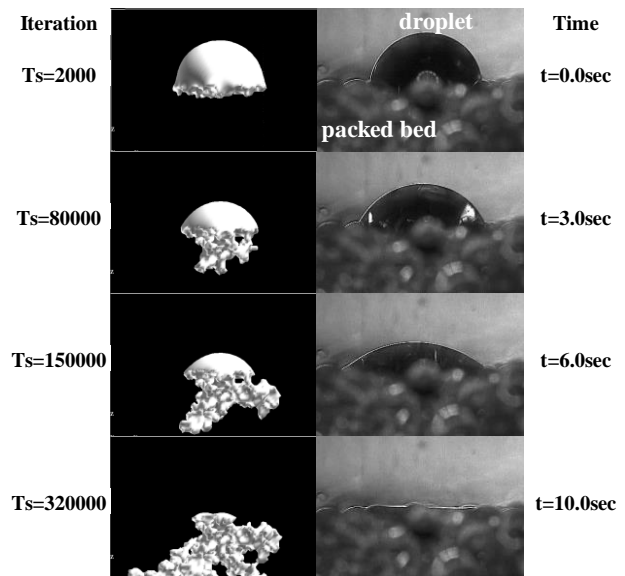 Iteration droplet Time
Ts=2000 t=0.0sec
packed bed
z
Ts=80000 t=3.0sec
z
Ts=150000 t=6.0sec
z
Ts=320000 t=10.0sec
z